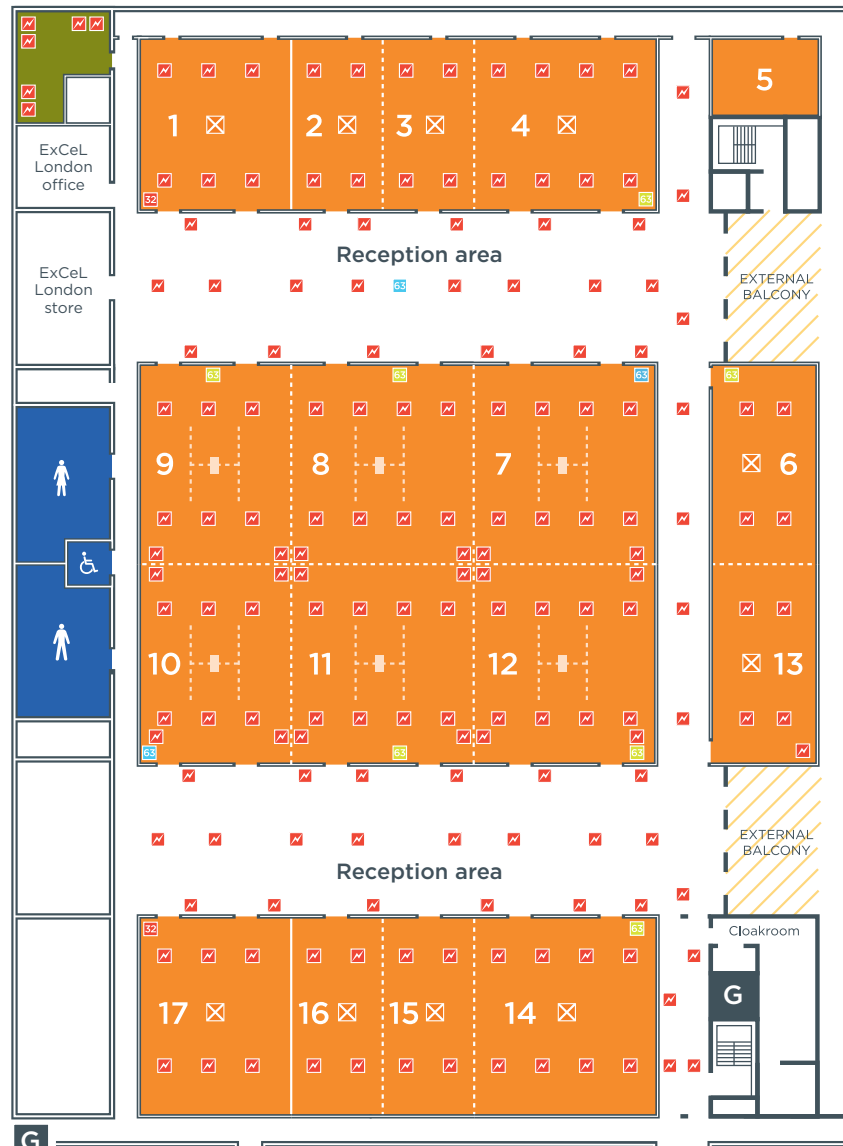 1
2
3
4
5
ExCeL
London
office
32
63
Reception area
ExCeL
London
store
63
EXTERNAL
BALCONY
63
63
63
63
9
8
7
6
10
11
12
13
63
63
63
EXTERNAL
BALCONY
Reception area
32
63
Cloakroom
17
16
15
14
G
G